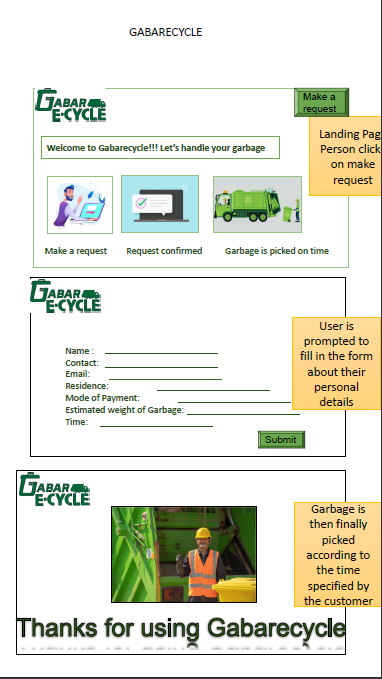 GABARECYCLE
GABAR
E-CYCLE
Make a
request
Landing Pag
Person click
on make
request
Welcome to Gabarecycle!!! Let's handle your garbage
Make a request
Request confirmed
Garbage is picked on time
GABAR
E-CYCLE
User is
prompted to
fill in the form
about their
personal
details
Name :
Contact:
Email:
Residence:
Mode of Payment:
Estimated weight of Garbage:
Time:
Submit
GABAR
E-CYCLE
Garbage is
then finally
picked
according to
the time
specified by
the customer
Thanks for using Gabarecycle